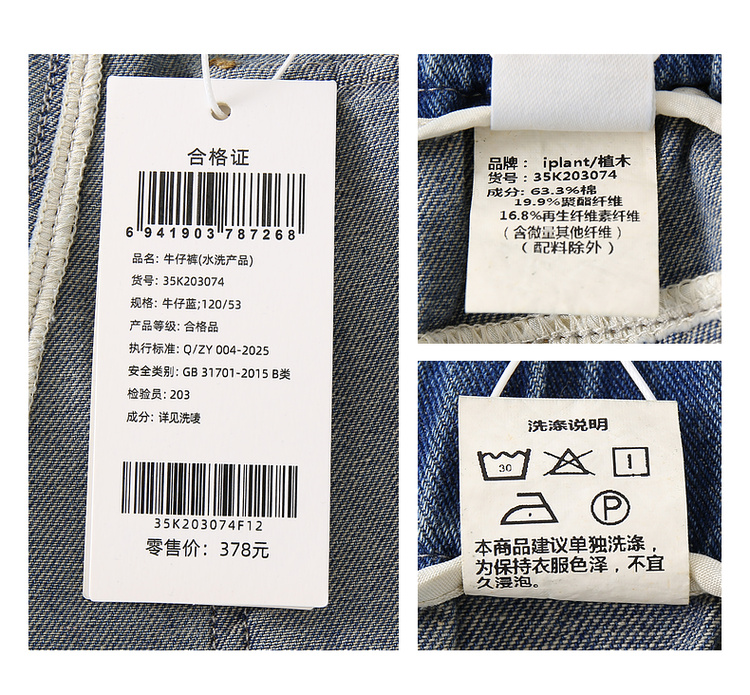 合格证
6 941903 787268
品名: 牛仔裤(水洗产品)
货号: 35K203074
规格: 牛仔蓝;120/53
产品等级: 合格品
执行标准: Q/ZY 004-2025
安全类别: GB 31701-2015 B类
检验员: 203
成分: 详见洗唛
35K203074F12
零售价: 378元
品牌: iplant/植木
货号: 35K203074
成分: 63.3%棉
19.9%聚酯纤维
16.8%再生纤维素纤维
(含微量其他纤维)
(配料除外)
洗涤说明
30
P
本商品建议单独洗涤,
为保持衣服色泽,不宜
久浸泡。